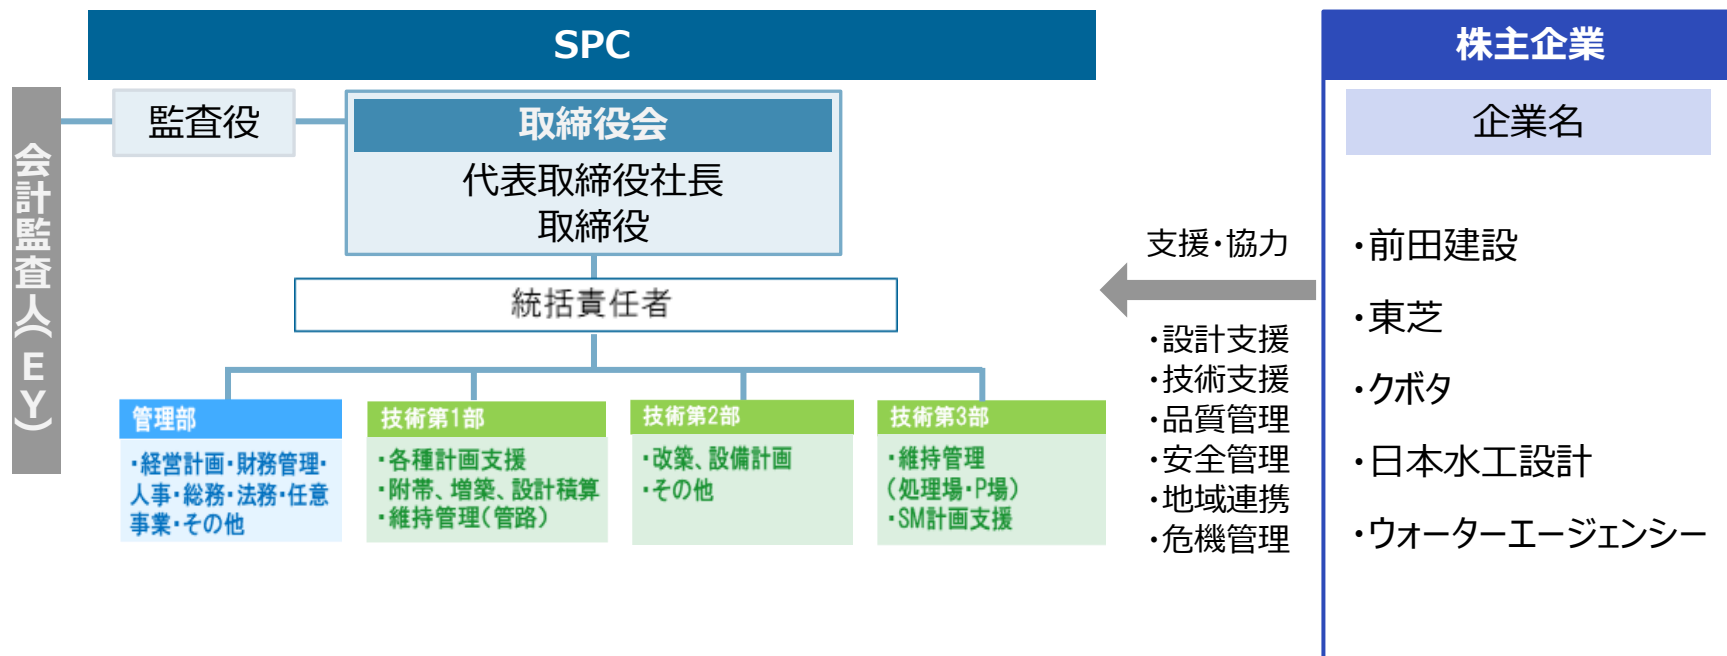 SPC
会計監査人(EY)
監査役
取締役会
代表取締役社長
取締役
統括責任者
管理部
・経営計画・財務管理・
人事・総務・法務・任意
事業・その他
技術第1部
・各種計画支援
・附帯、増築、設計積算
・維持管理(管路)
技術第2部
・改築、設備計画
・その他
技術第3部
・維持管理
(処理場・P場)
・SM計画支援
支援・協力
・設計支援
・技術支援
・品質管理
・安全管理
・地域連携
・危機管理
株主企業
企業名
・前田建設
・東芝
・クボタ
・日本水工設計
・ウォーターエージェンシー